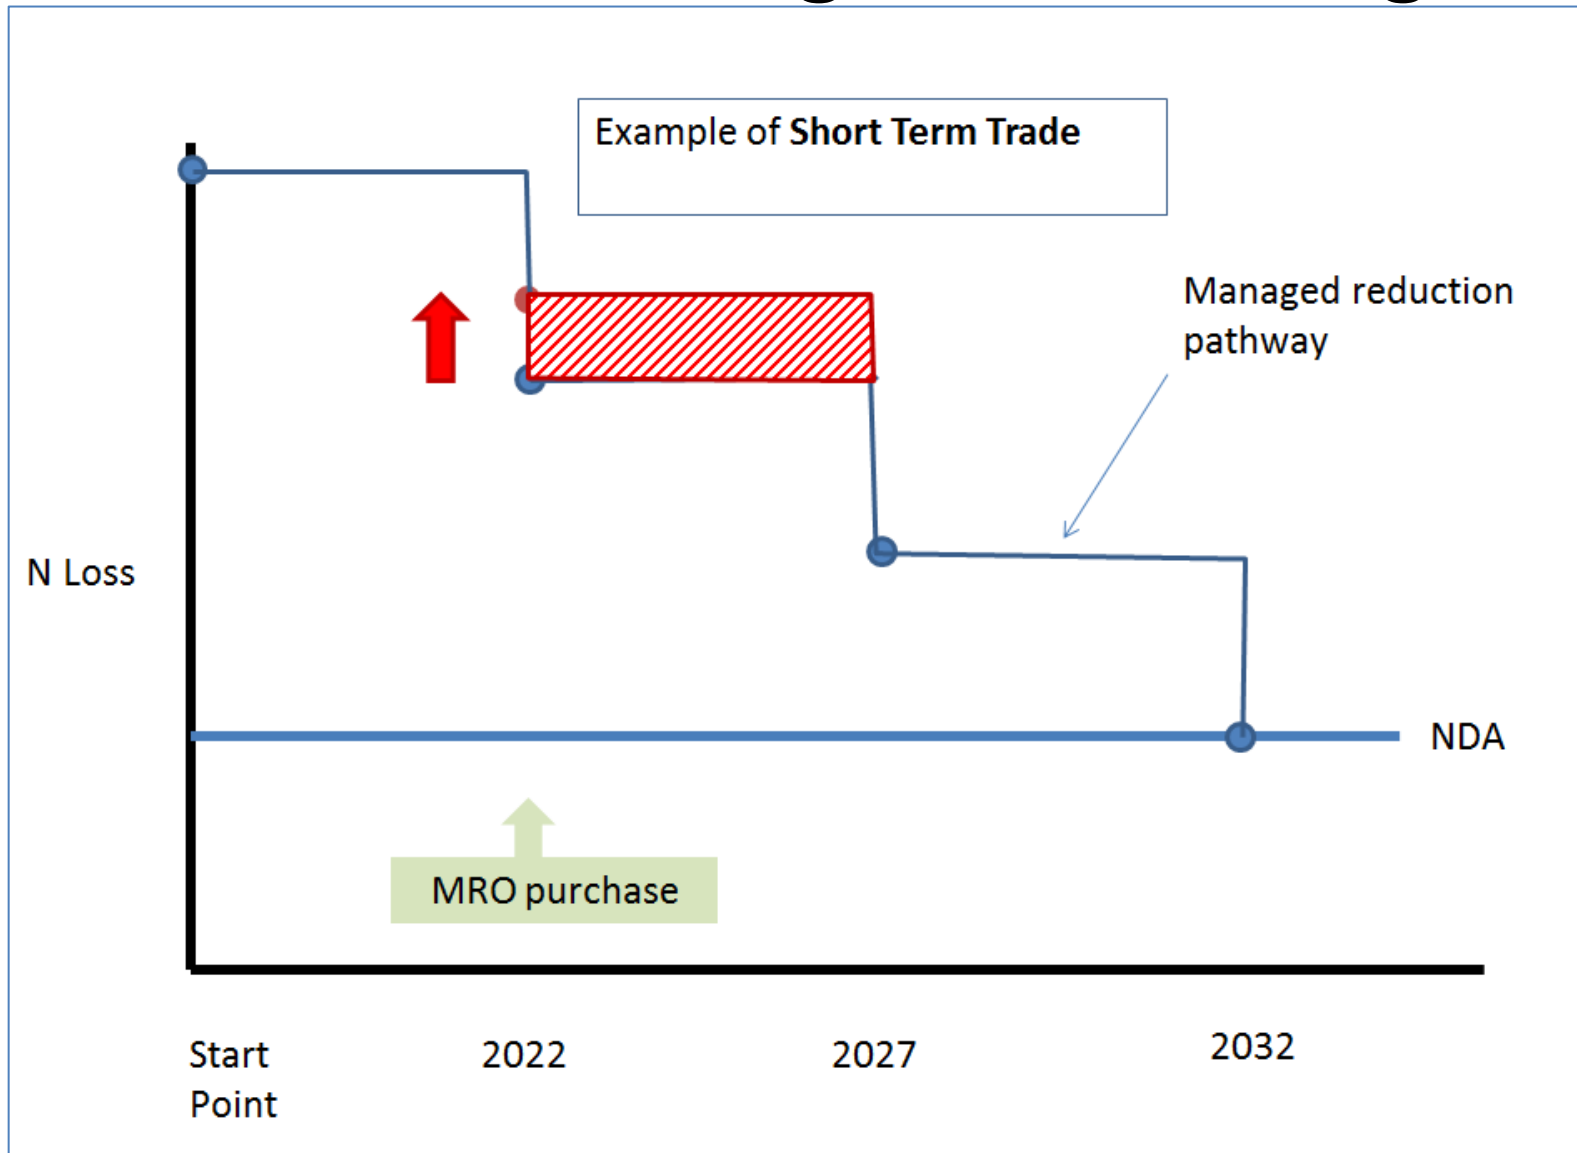 Example of Short Term Trade
Managed reduction
pathway
N Loss
NDA
MRO purchase
Start
Point
2022
2027
2032